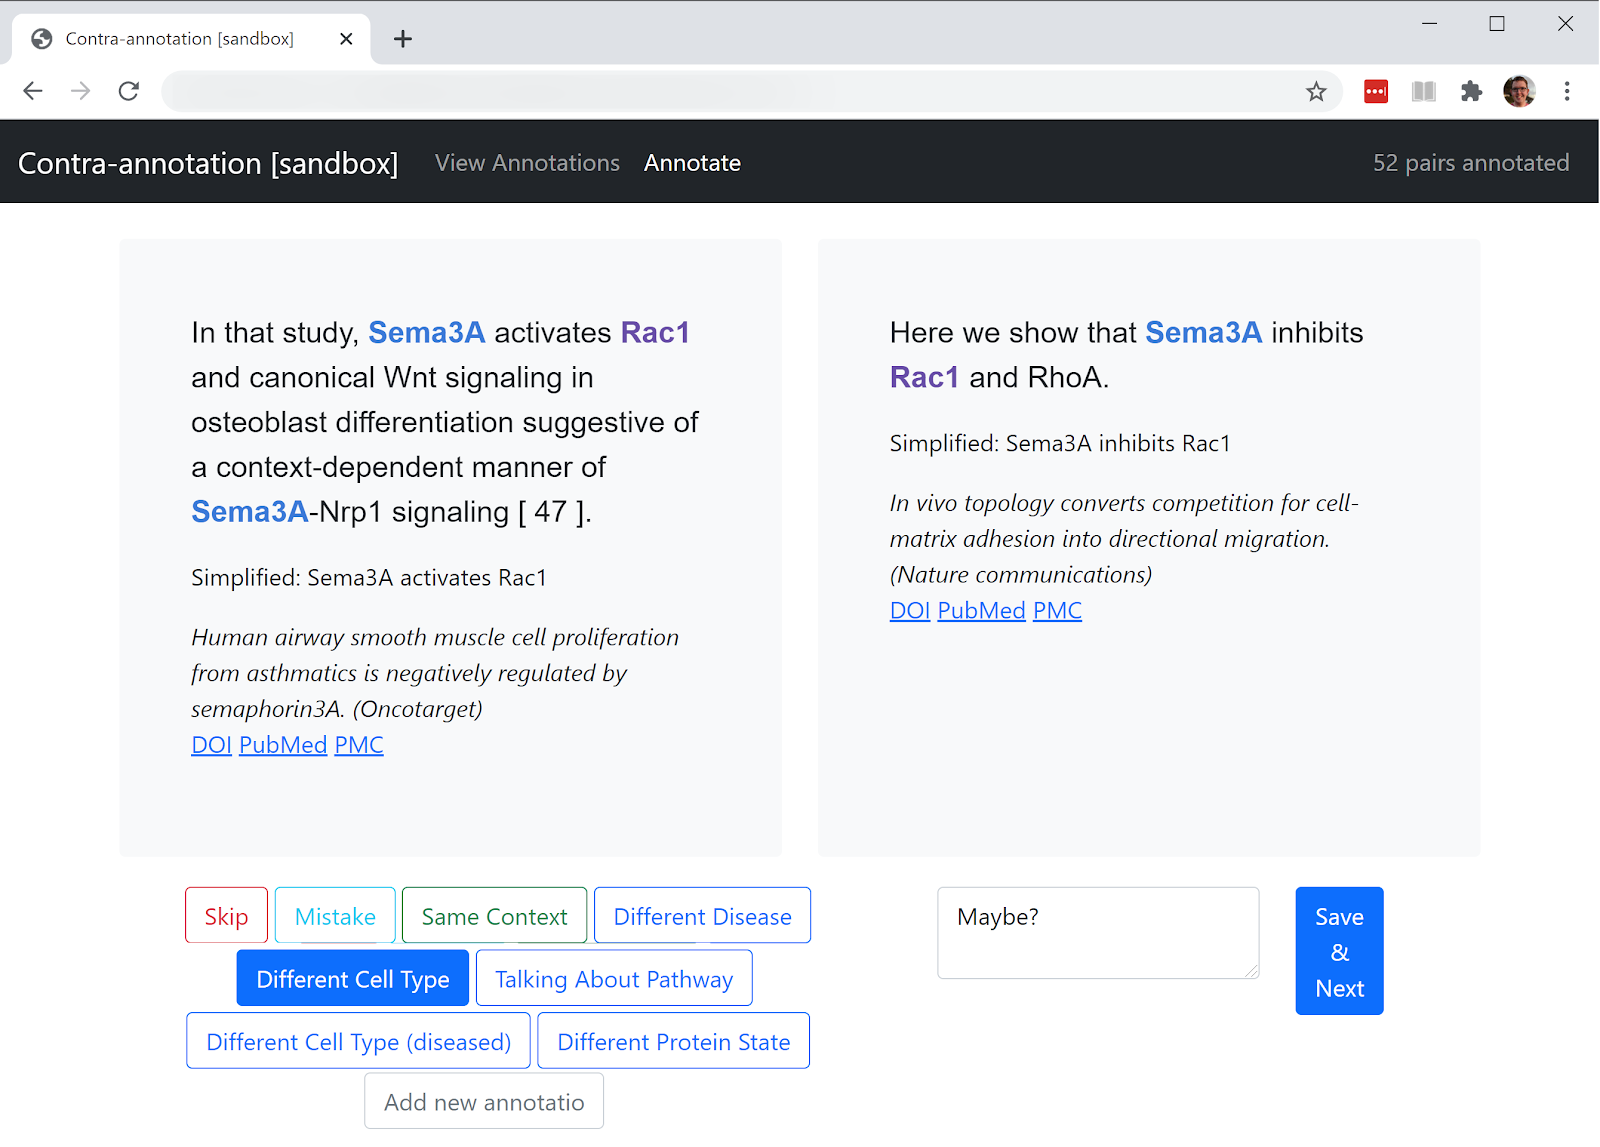 Contra-annotation [sandbox]
Contra-annotation [sandbox] View Annotations Annotate 52 pairs annotated
In that study, Sema3A activates Rac1
and canonical Wnt signaling in
osteoblast differentiation suggestive of
a context-dependent manner of
Sema3A-Nrp1 signaling [ 47 ].
Simplified: Sema3A activates Rac1
Human airway smooth muscle cell proliferation
from asthmatics is negatively regulated by
semaphorin3A. (Oncotarget)
DOI PubMed PMC
Here we show that Sema3A inhibits
Rac1 and RhoA.
Simplified: Sema3A inhibits Rac1
In vivo topology converts competition for cell-
matrix adhesion into directional migration.
(Nature communications)
DOI PubMed PMC
Skip Mistake Same Context Different Disease
Different Cell Type Talking About Pathway
Different Cell Type (diseased) Different Protein State
Add new annotatio
Maybe?
Save
&
Next